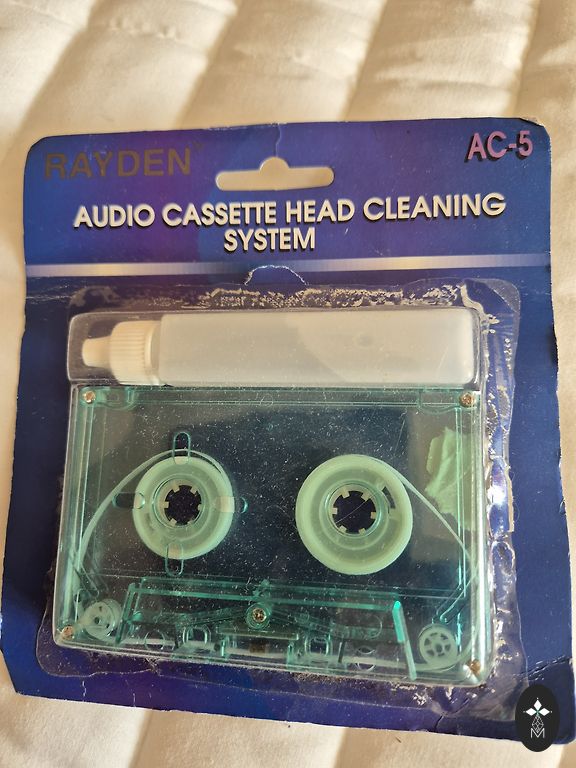 RAYDEN
AC-5
AUDIO CASSETTE HEAD CLEANING
SYSTEM
M